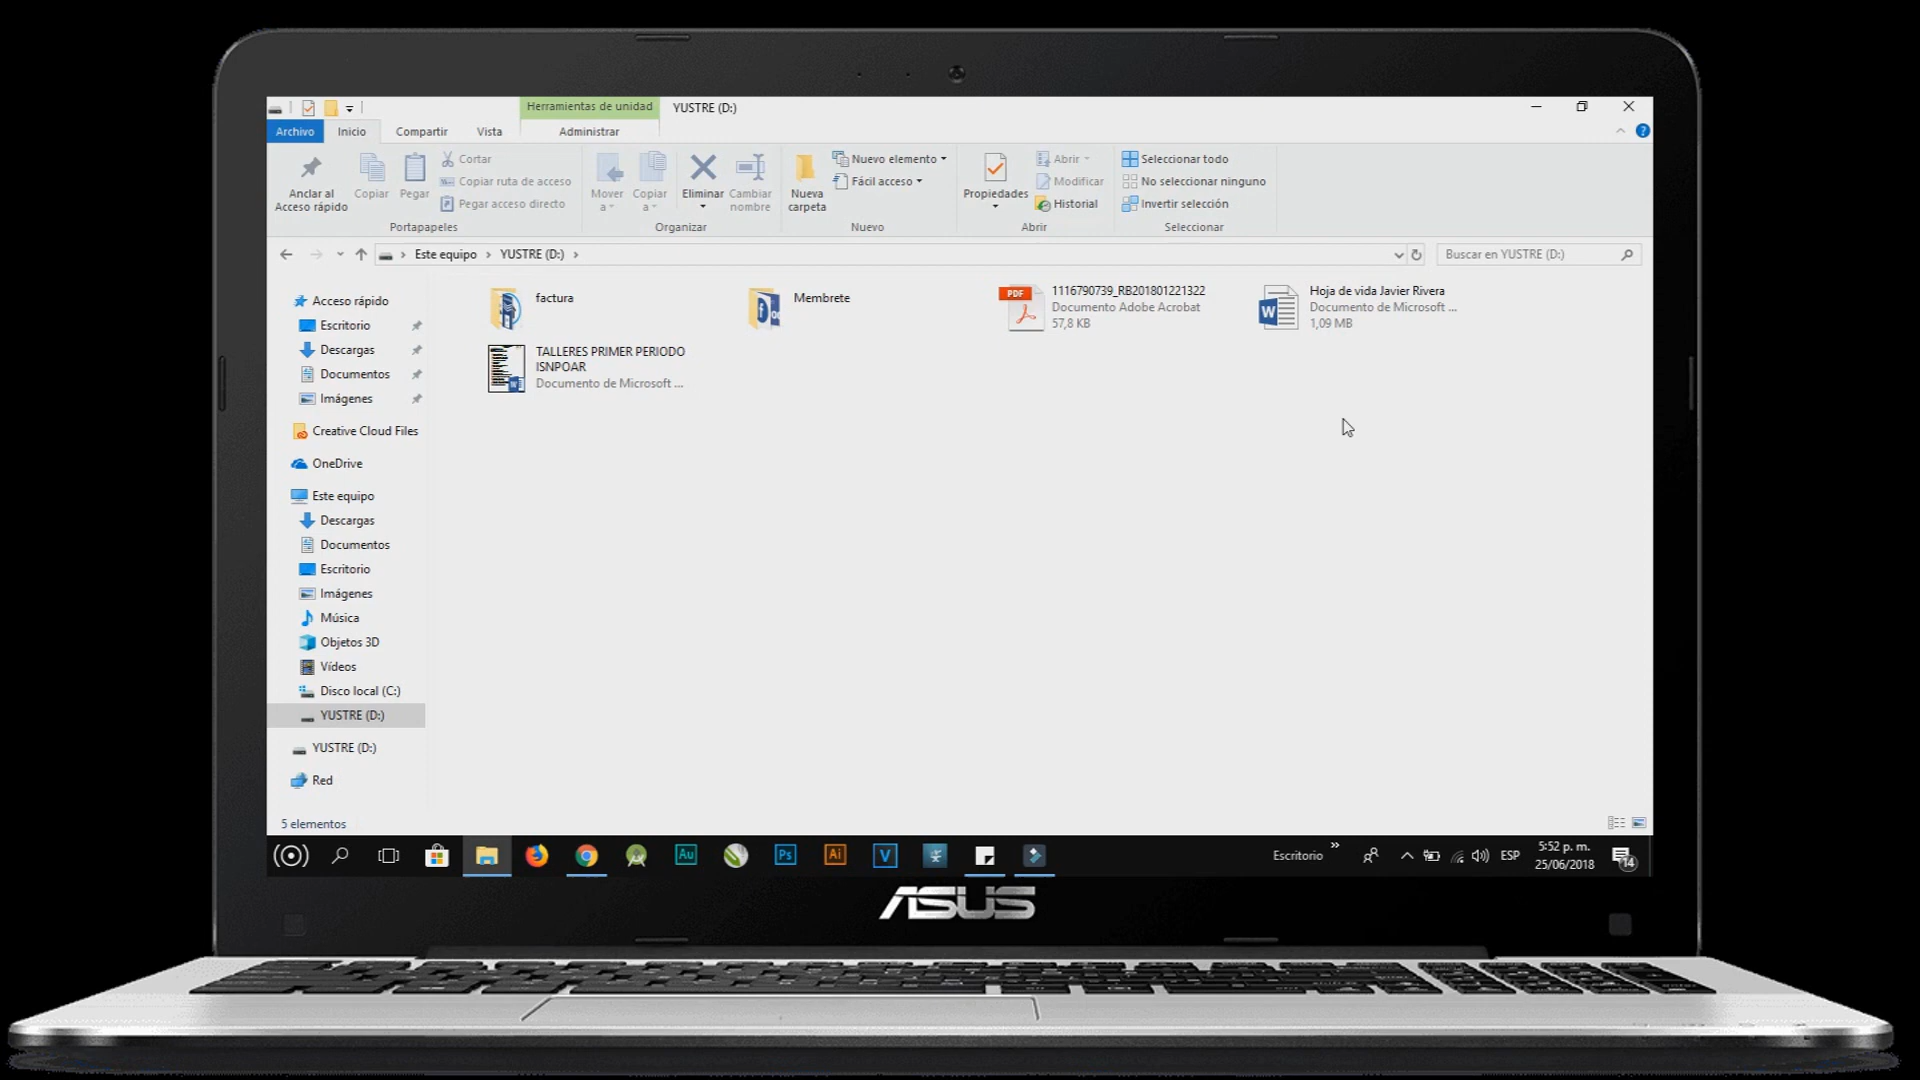 Herramientas de unidad
YUSTRE (D:)
Archivo
Inicio
Compartir
Vista
Administrar
Anclar al
Acceso rápido
Copiar
Pegar
Cortar
Copiar ruta de acceso
Pegar acceso directo
Portapapeles
Mover
a
Copiar
a
Eliminar
Cambiar
nombre
Organizar
Nueva
carpeta
Nuevo elemento
Fácil acceso
Nuevo
Propiedades
Abrir
Modificar
Historial
Abrir
Seleccionar todo
No seleccionar ninguno
Invertir selección
Seleccionar
Este equipo > YUSTRE (D:) >
Buscar en YUSTRE (D:)
Acceso rápido
Escritorio
Descargas
Documentos
Imágenes
Creative Cloud Files
OneDrive
Este equipo
Descargas
Documentos
Escritorio
Imágenes
Música
Objetos 3D
Vídeos
Disco local (C:)
YUSTRE (D:)
YUSTRE (D:)
Red
factura
Membrete
PDF
1116790739_RB201801221322
Documento Adobe Acrobat
57,8 KB
W
Hoja de vida Javier Rivera
Documento de Microsoft ...
1,09 MB
TALLERES PRIMER PERIODO
ISNPOAR
Documento de Microsoft ...
5 elementos
Au
Ps
Ai
V
Escritorio
ESP
5:52 p. m.
25/06/2018
14
ASUS